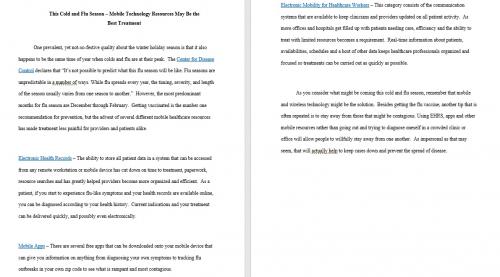 This Cold and Flu Season – Mobile Technology Resources May Be the
Best Treatment
One prevalent, yet not so festive quality about the winter holiday season is that it also
happens to be the same time of year when colds and flu are at their peak. The Center for Disease
Control declares that "It's not possible to predict what this flu season will be like. Flu seasons are
unpredictable in a number of ways. While flu spreads every year, the timing, severity, and length
of the season usually varies from one season to another." However, the most predominant
months for flu season are December through February. Getting vaccinated is the number one
recommendation for prevention, but the advent of several different mobile healthcare resources
has made treatment less painful for providers and patients alike.
Electronic Health Records – The ability to store all patient data in a system that can be accessed
from any remote workstation or mobile device has cut down on time to treatment, paperwork,
resource searches and has greatly helped providers become more organized and efficient. As a
patient, if you start to experience flu-like symptoms and your health records are available online,
you can be diagnosed according to your health history. Current indications and your treatment
can be delivered quickly, and possibly even electronically.
Mobile Apps – There are several free apps that can be downloaded onto your mobile device that
can give you information on anything from diagnosing your own symptoms to tracking flu
outbreaks in your own zip code to see what is rampant and most contagious.
Electronic Mobility for Healthcare Workers – This category consists of the communication
systems that are available to keep clinicians and providers updated on all patient activity. As
more offices and hospitals get filled up with patients needing care, efficiency and the ability to
treat with limited resources becomes a requirement. Real-time information about patients,
availabilities, schedules and a host of other data keeps healthcare professionals organized and
focused so treatments can be carried out as quickly as possible.
As you consider what might be coming this cold and flu season, remember that mobile
and wireless technology might be the solution. Besides getting the flu vaccine, another tip that is
often repeated is to stay away from those that might be contagious. Using EHRS, apps and other
mobile resources rather than going out and trying to diagnose oneself in a crowded clinic or
office will allow people to willfully stay away from one another. As impersonal as that may
seem, that will actually help to keep cases down and prevent the spread of disease.